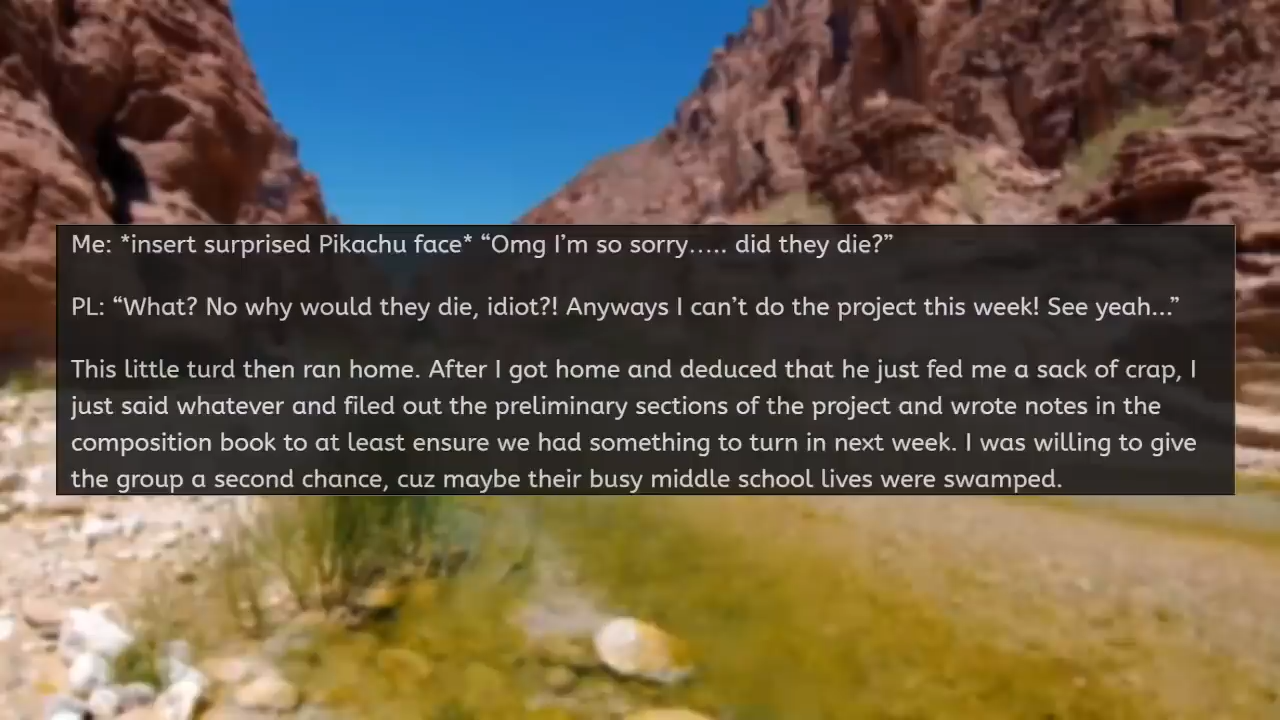 Me: *insert surprised Pikachu face* “Omg I’m so sorry..... did they die?”
PL: “What? No why would they die, idiot?! Anyways I can’t do the project this week! See yeah...”
This little turd then ran home. After I got home and deduced that he just fed me a sack of crap, I
just said whatever and filed out the preliminary sections of the project and wrote notes in the
composition book to at least ensure we had something to turn in next week. I was willing to give
the group a second chance, cuz maybe their busy middle school lives were swamped.